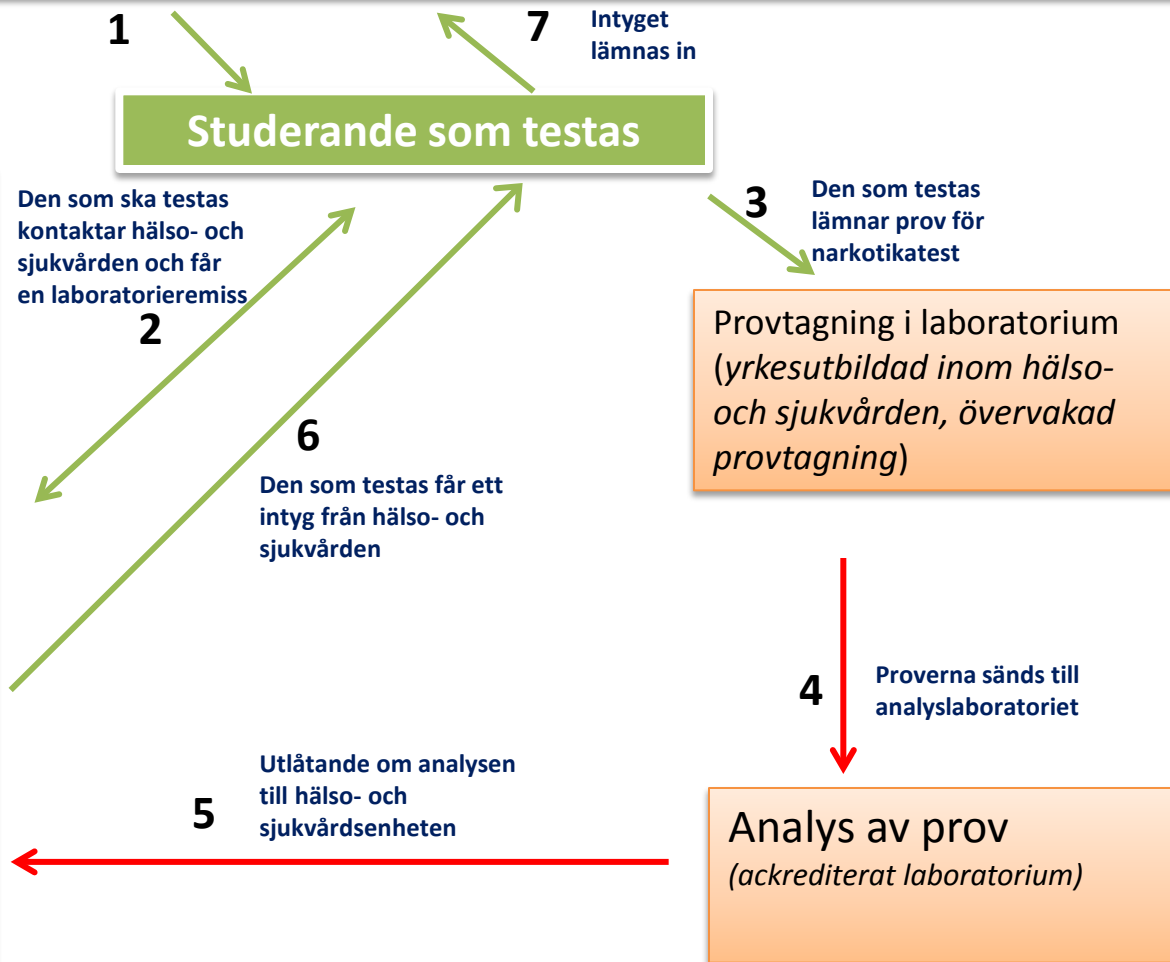 1
7
Intyget
lämnas in
Studerande som testas
Den som ska testas
kontaktar hälso- och
sjukvården och får
en laboratorieremiss
2
3
Den som testas
lämnar prov för
narkotikatest
Provtagning i laboratorium
(yrkesutbildad inom hälso-
och sjukvården, övervakad
provtagning)
6
Den som testas får ett
intyg från hälso- och
sjukvården
4
Proverna sänds till
analyslaboratoriet
5
Utlåtande om analysen
till hälso- och
sjukvårdsenheten
Analys av prov
(ackrediterat laboratorium)